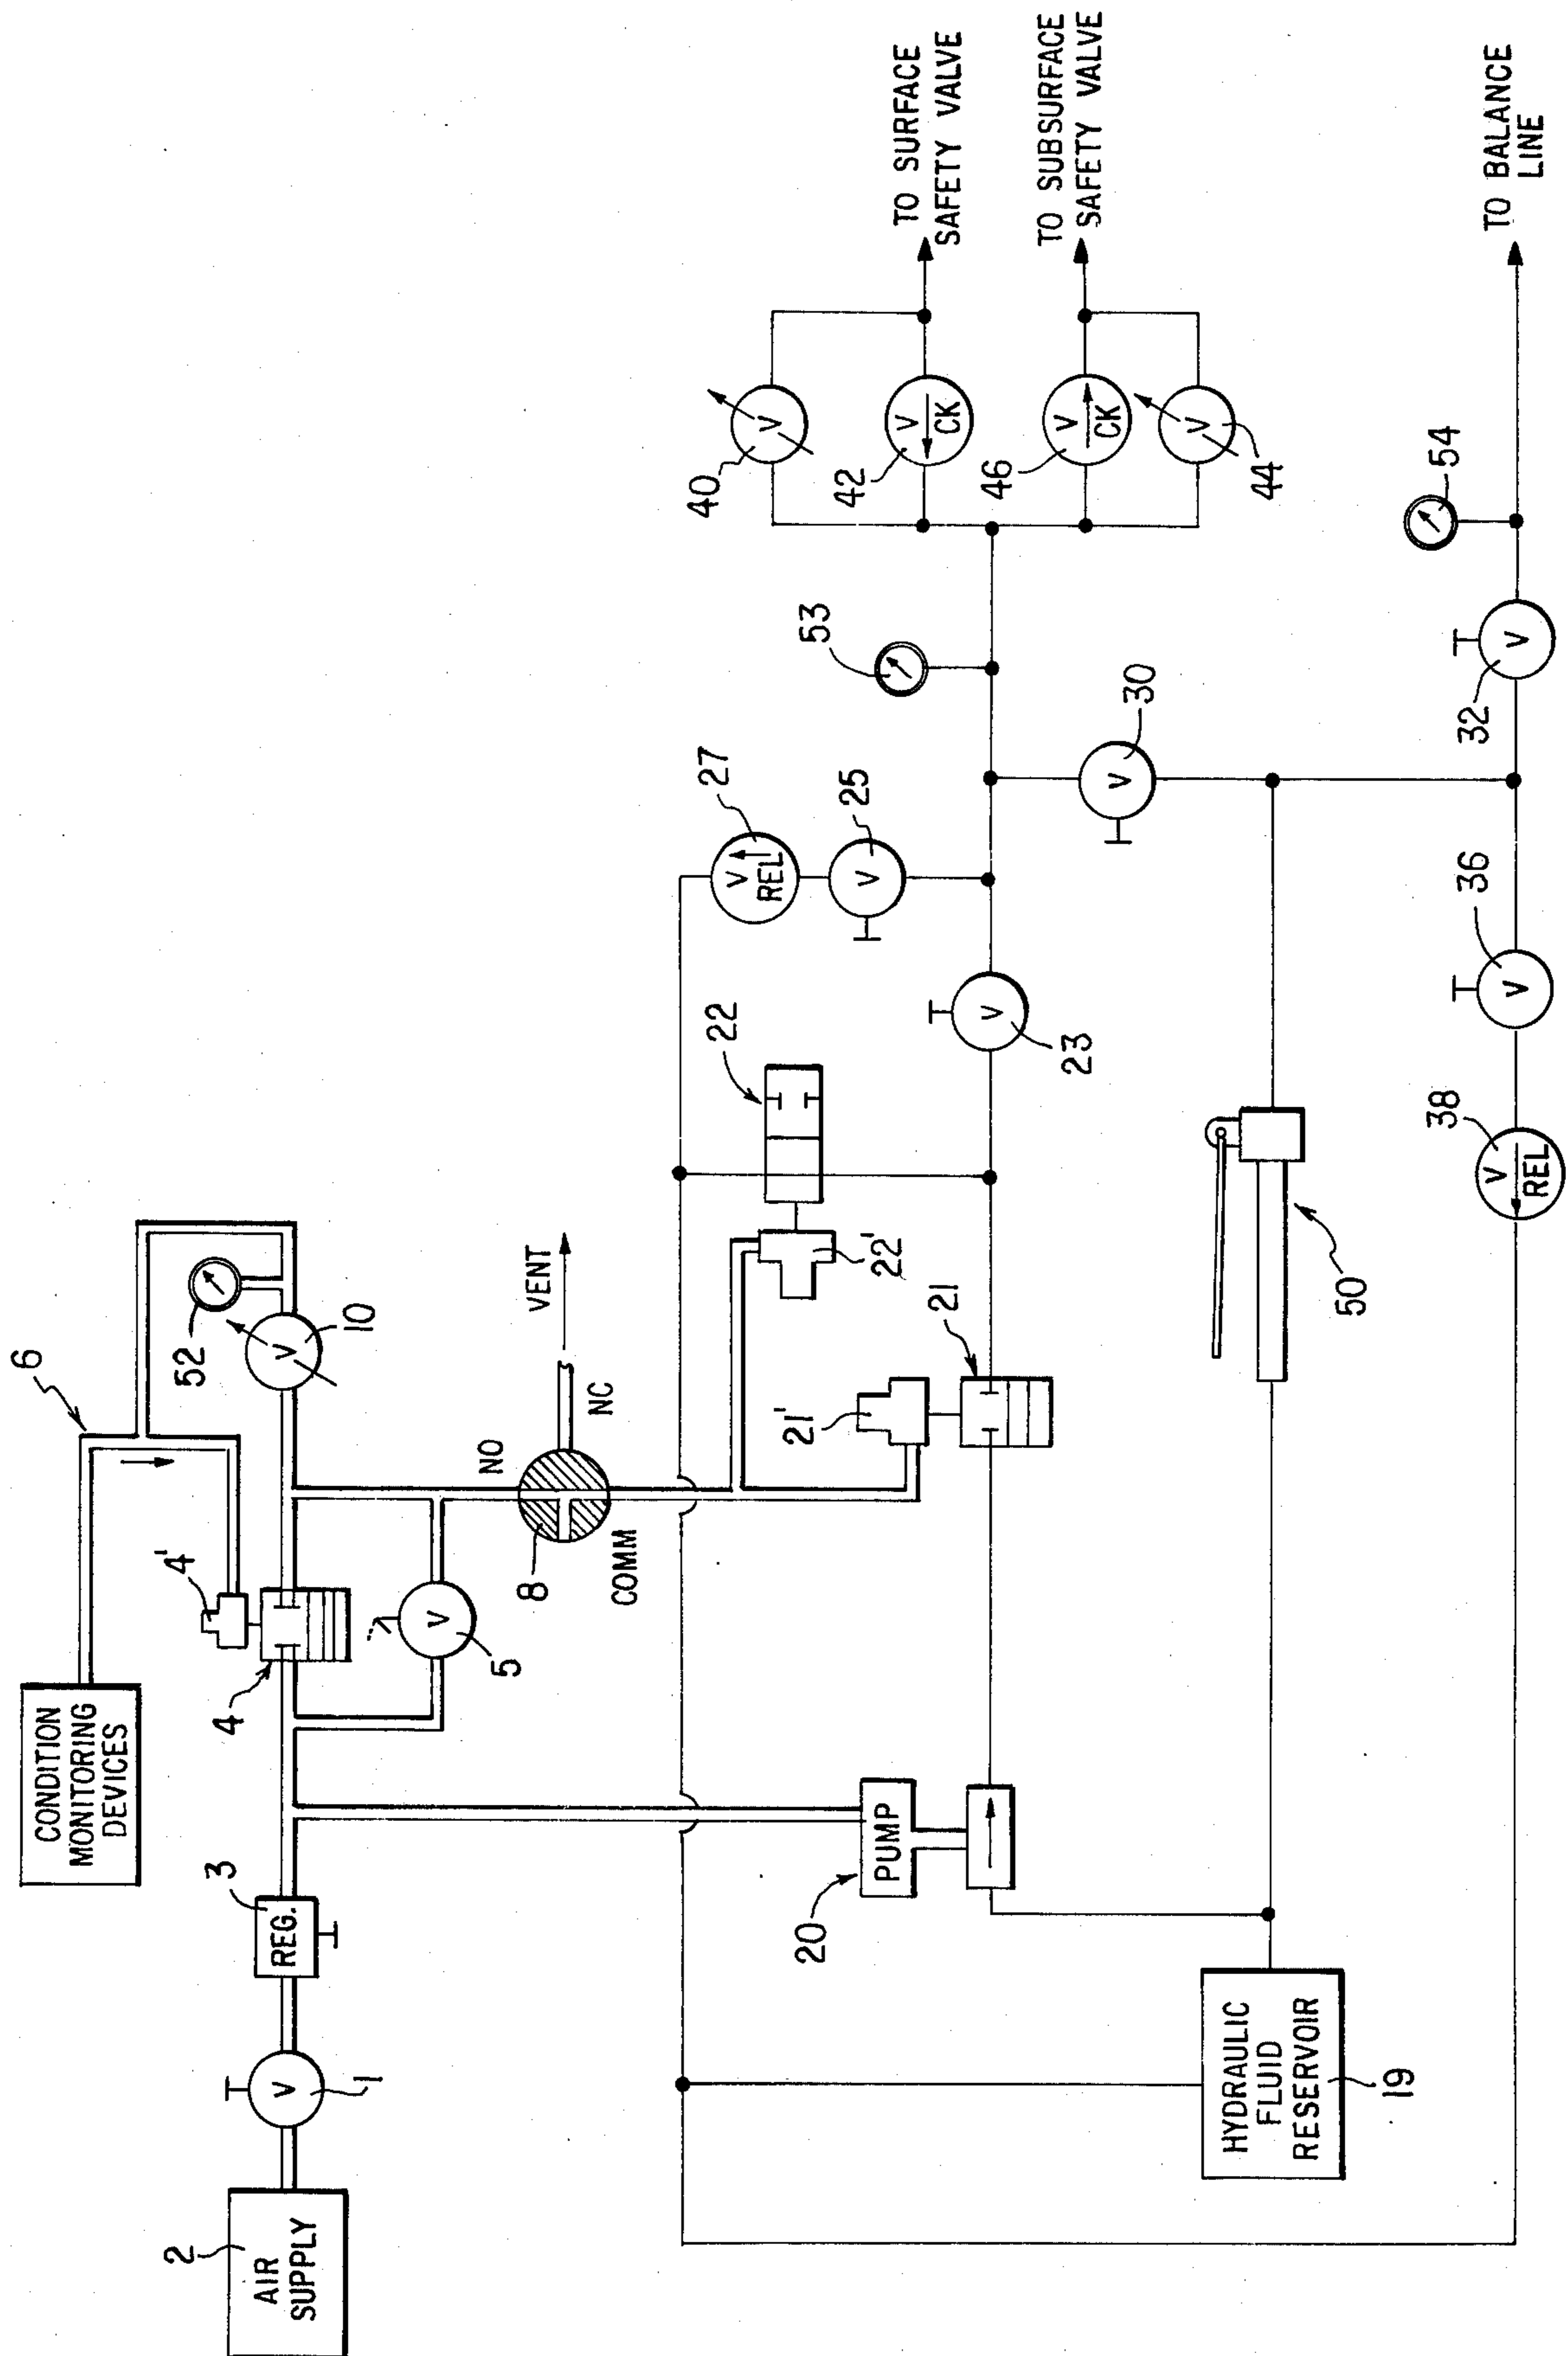 CONDITION
MONITORING
DEVICES
6
4'
52
10
2
AIR
SUPPLY
V
1
3
REG.
4
V
5
V
NO
8
NC
COMM
VENT
20
PUMP
21'
21
22'
22
V
23
27
V
REL
25
V
53
40
V
42
V
CK
TO SURFACE
SAFETY VALVE
46
V
CK
44
V
TO SUBSURFACE
SAFETY VALVE
30
V
HYDRAULIC
FLUID
RESERVOIR
19
50
38
V
REL
36
V
32
V
54
TO BALANCE
LINE